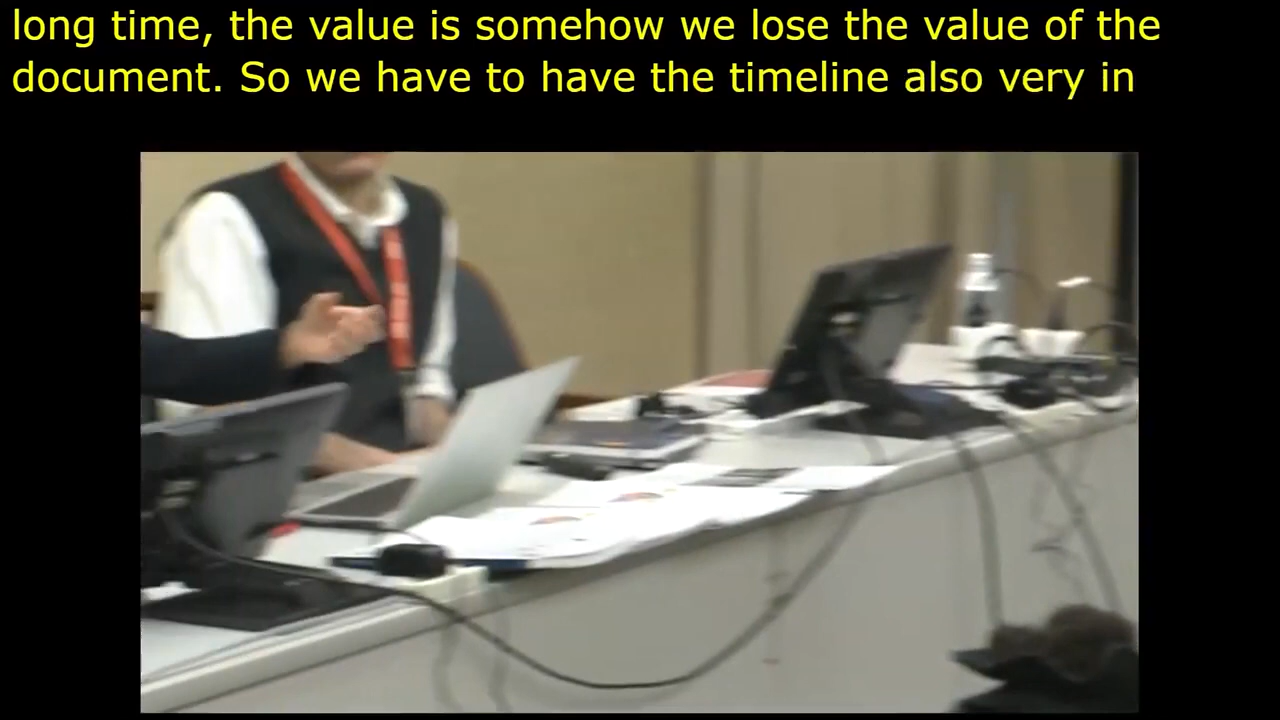 long time, the value is somehow we lose the value of the
document. So we have to have the timeline also very in